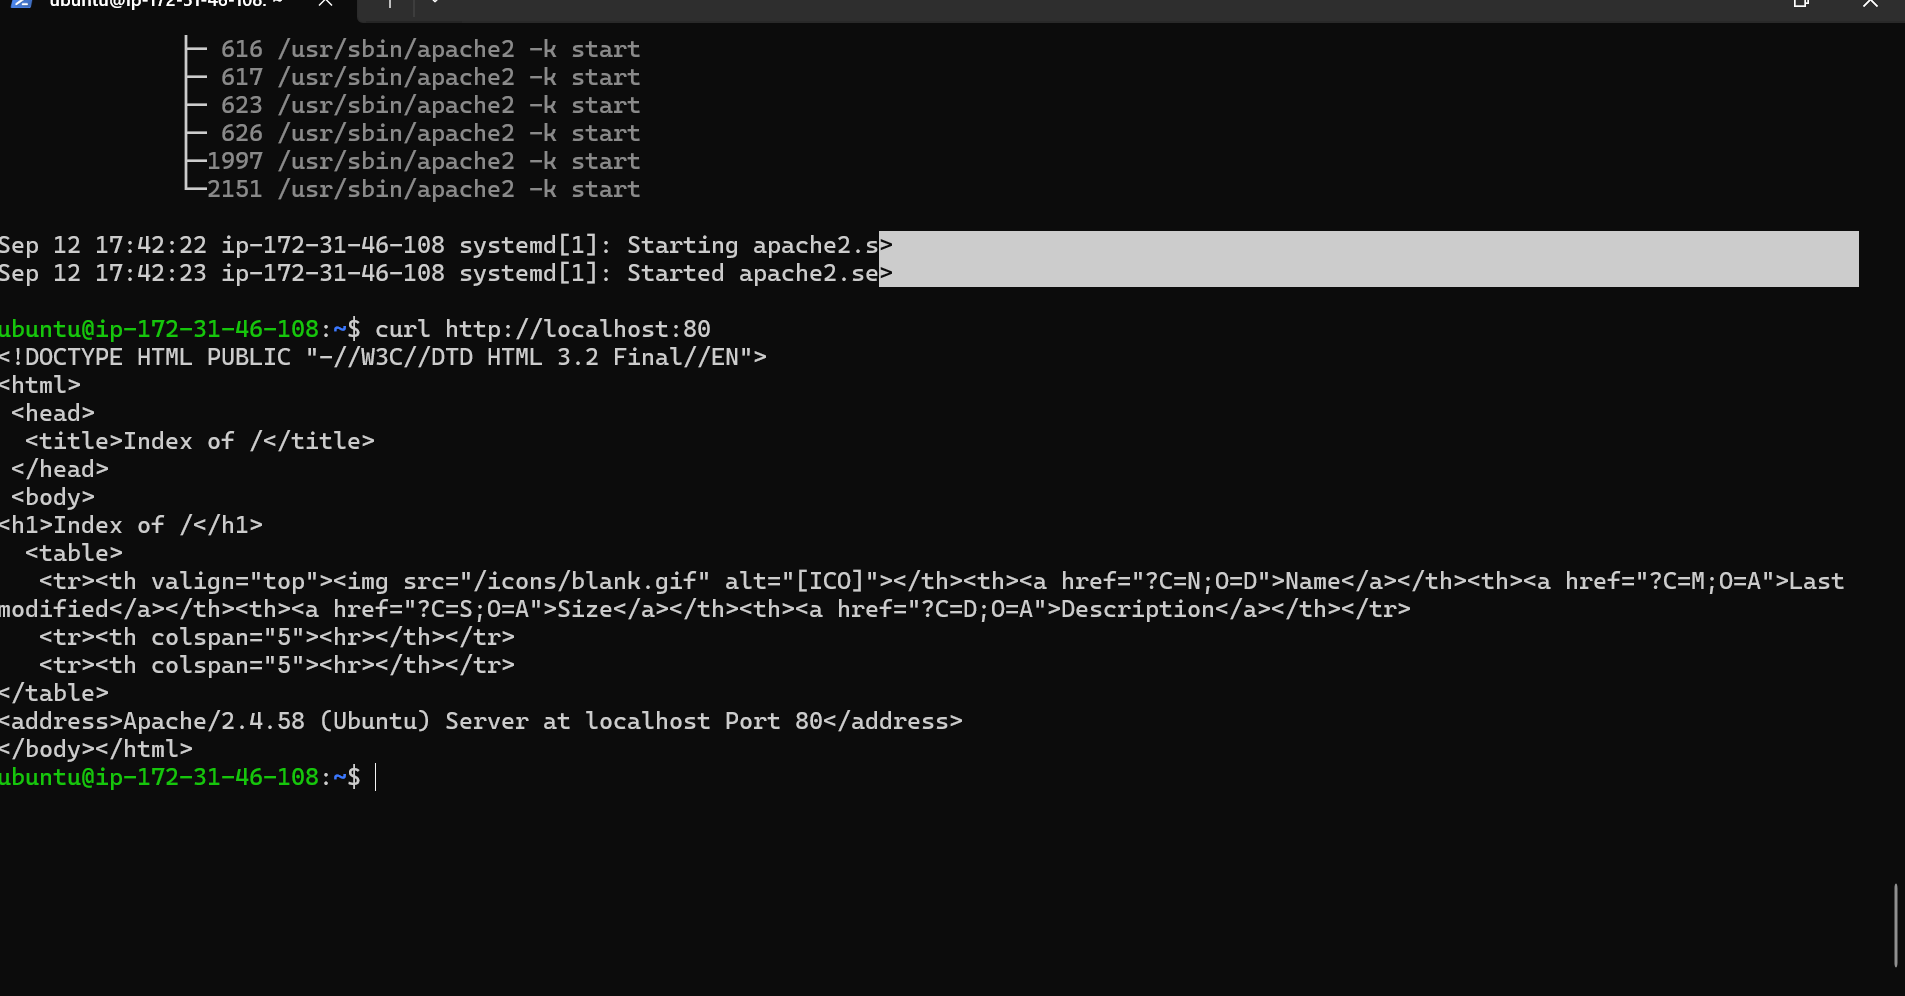 ubuntu@ip-172-31-46-108: ~
├─ 616 /usr/sbin/apache2 -k start
├─ 617 /usr/sbin/apache2 -k start
├─ 623 /usr/sbin/apache2 -k start
├─ 626 /usr/sbin/apache2 -k start
├─1997 /usr/sbin/apache2 -k start
└─2151 /usr/sbin/apache2 -k start
Sep 12 17:42:22 ip-172-31-46-108 systemd[1]: Starting apache2.s>
Sep 12 17:42:23 ip-172-31-46-108 systemd[1]: Started apache2.se>
ubuntu@ip-172-31-46-108:~$ curl http://localhost:80
<!DOCTYPE HTML PUBLIC "-//W3C//DTD HTML 3.2 Final//EN">
<html>
 <head>
  <title>Index of /</title>
 </head>
 <body>
<h1>Index of /</h1>
  <table>
   <tr><th valign="top"><img src="/icons/blank.gif" alt="[ICO]"></th><th><a href="?C=N;O=D">Name</a></th><th><a href="?C=M;O=A">Last
modified</a></th><th><a href="?C=S;O=A">Size</a></th><th><a href="?C=D;O=A">Description</a></th></tr>
   <tr><th colspan="5"><hr></th></tr>
   <tr><th colspan="5"><hr></th></tr>
</table>
<address>Apache/2.4.58 (Ubuntu) Server at localhost Port 80</address>
</body></html>
ubuntu@ip-172-31-46-108:~$